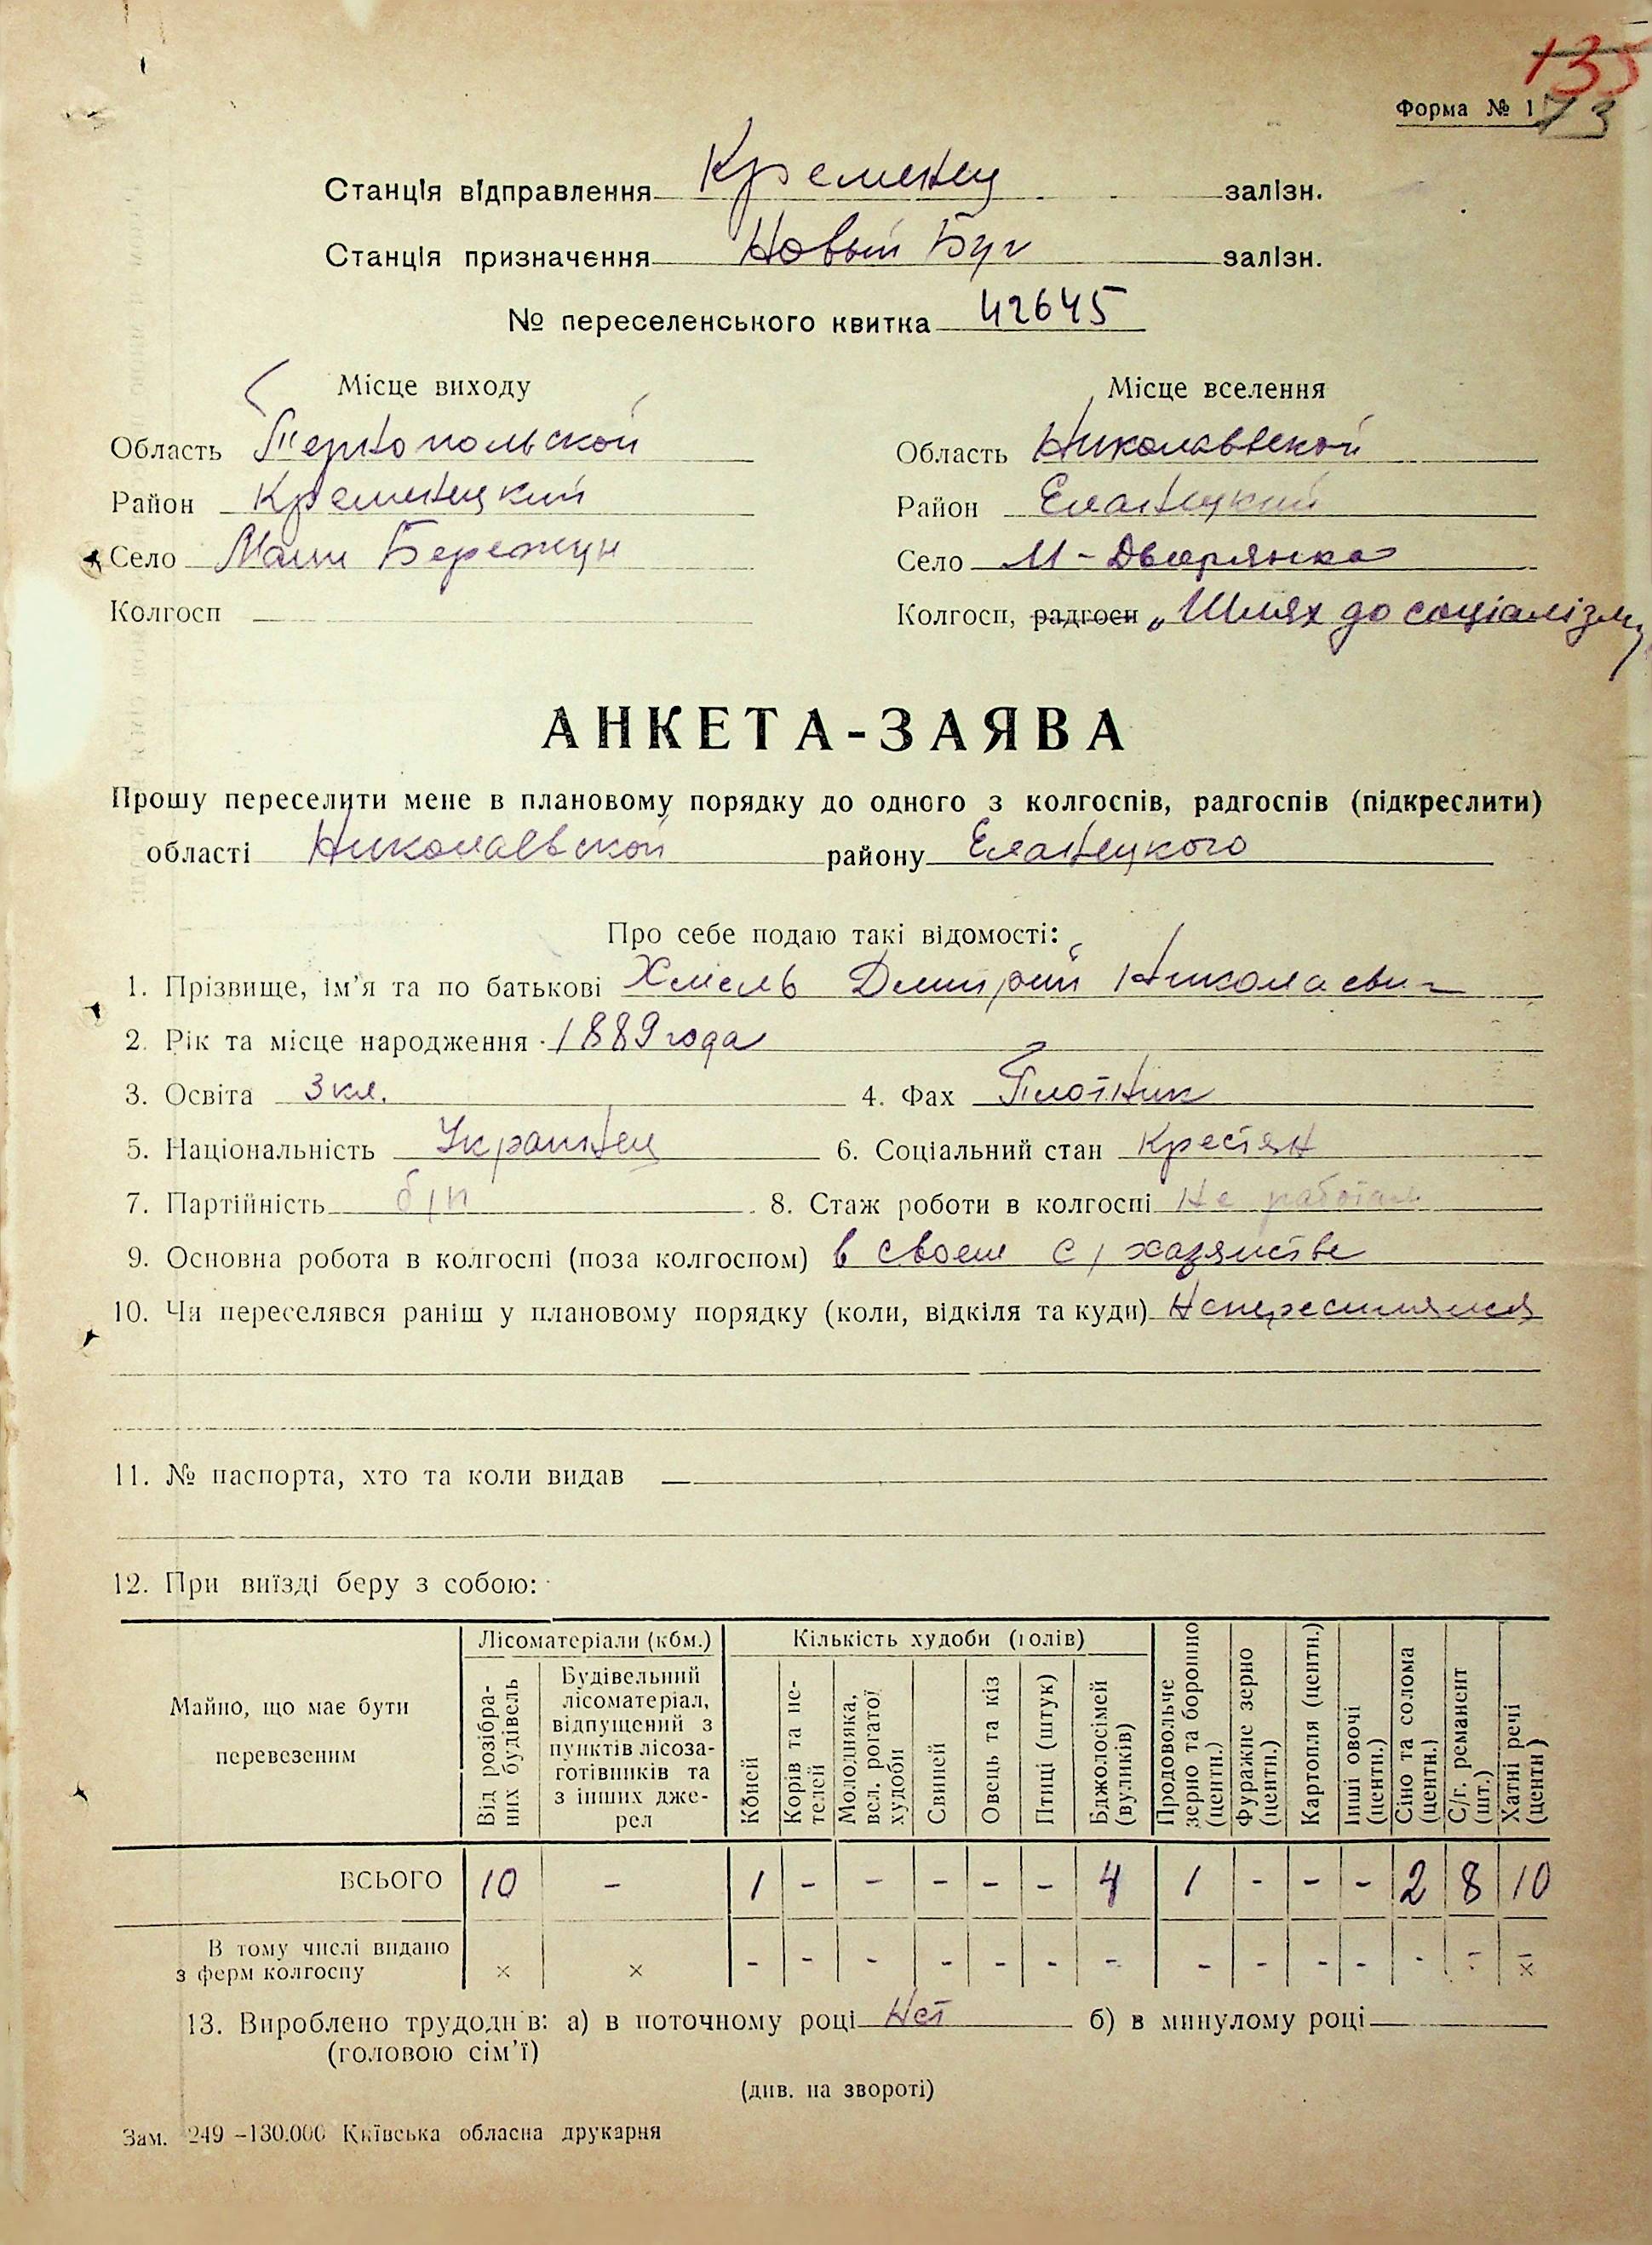 135
Форма № 1 73
Станція відправлення Кременец залізн.
Станція призначення Новый Буг залізн.
№ переселенського квитка 42645
Місце виходу Місце вселення
Область Тернопольской Область Николаевской
Район Кременецкий Район Еланецкий
Село Мали Бережци Село М-Дворянка
Колгосп Колгосп, радгосп „Шлях до соціалізму"
АНКЕТА-ЗАЯВА
Прошу переселити мене в плановому порядку до одного з колгоспів, радгоспів (підкреслити)
області Николаевской району Еланецкого
Про себе подаю такі відомості:
1. Прізвище, ім'я та по батькові Хмель Дмитрий Николаевич
2. Рік та місце народження 1889 года
3. Освіта 3 кл. 4. Фах Плотник
5. Національність Украинец 6. Соціальний стан Крестян
7. Партійність б/п 8. Стаж роботи в колгоспі Не работал
9. Основна робота в колгоспі (поза колгоспом) в своем с/хазяистве
10. Чи переселявся раніш у плановому порядку (коли, відкіля та куди) Непереселялся
11. № паспорта, хто та коли видав —
12. При виїзді беру з собою:
Майно, що має бути перевезеним
Лісоматеріали (кбм.)
Кількість худоби (голів)
Від розібраних будівель
Будівельний лісоматеріал, відпущений з пунктів лісозаготівників та з інших джерел
Коней
Корів та нетелей
Молодняка, вел. рогатої худоби
Свиней
Овець та кіз
Птиці (штук)
Бджолосімей (вуликів)
Продовольче зерно та борошно (центн.)
Фуражне зерно (центн.)
Картопля (центн.)
Інші овочі (центн.)
Сіно та солома (центн.)
С/г. реманент (шт.)
Хатні речі (центн)
ВСЬОГО 10 - 1 - - - - - 4 1 - - - 2 8 10
В тому числі видано
з ферм колгоспу × × - - - - - - - - - - - - - ×
13. Вироблено трудоднів: а) в поточному році Нет б) в минулому році
(головою сім'ї)
(див. на звороті)
Зам. 249 -130.000 Київська обласна друкарня